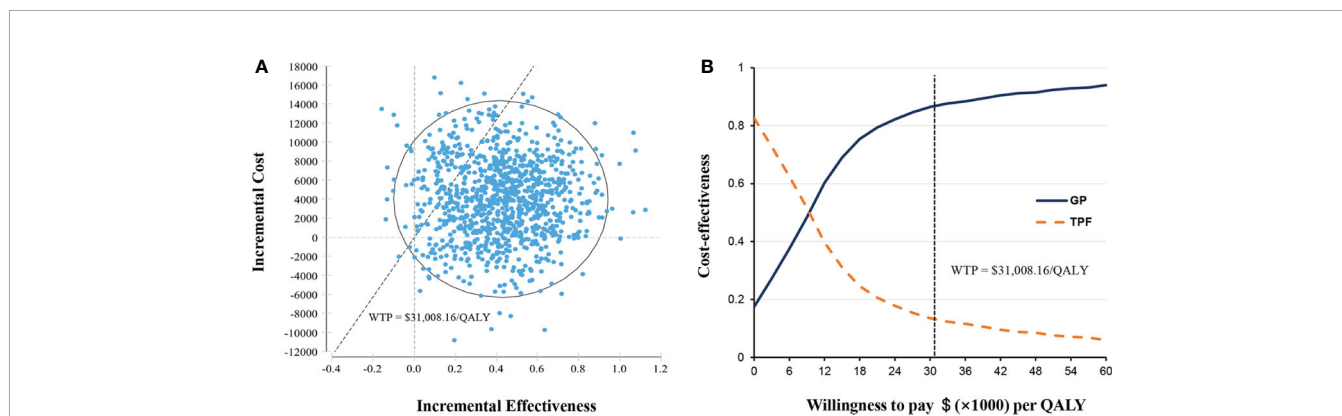 A
18000
16000
14000
12000
10000
8000
6000
4000
2000
0
-2000
-4000
-6000
-8000
-10000
-12000
Incremental Cost
WTP = $31,008.16/QALY
-0.4 -0.2 0.0 0.2 0.4 0.6 0.8 1.0 1.2
Incremental Effectiveness
B
1
0.8
0.6
0.4
0.2
0
Cost-effectiveness
GP
TPF
WTP = $31,008.16/QALY
0 6 12 18 24 30 36 42 48 54 60
Willingness to pay $ (×1000) per QALY